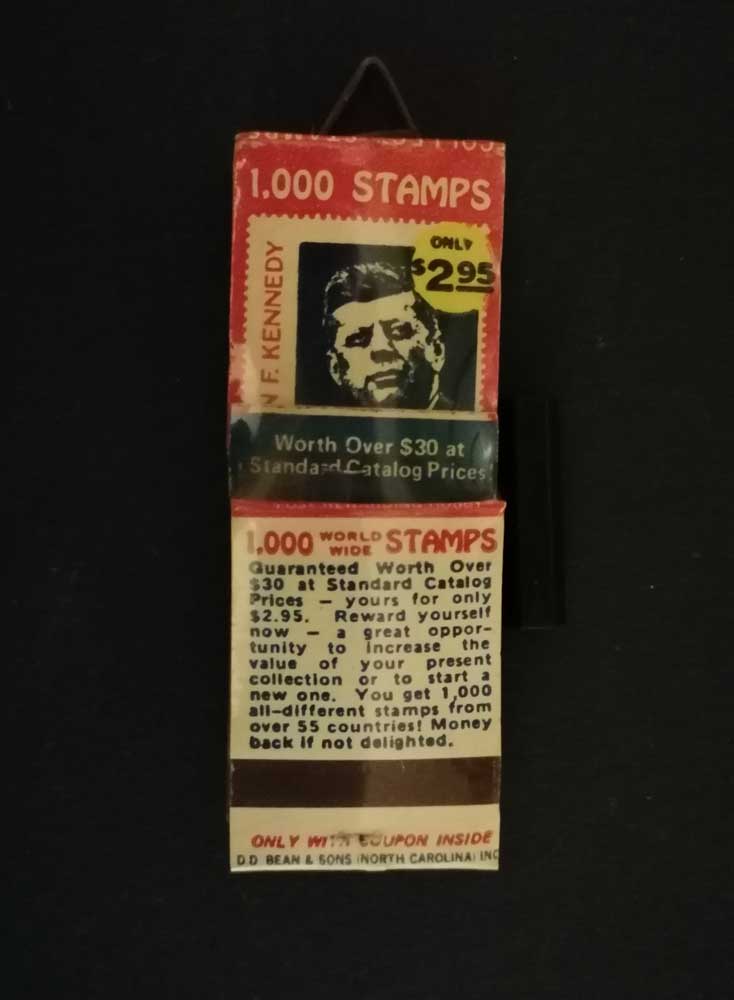 1,000 STAMPS
ONLY
$2.95
N F. KENNEDY
Worth Over $30 at
Standard Catalog Prices
1,000 WORLD WIDE STAMPS
Guaranteed Worth Over
$30 at Standard Catalog
Prices — yours for only
$2.95. Reward yourself
now — a great oppor-
tunity to increase the
value of your present
collection or to start a
new one. You get 1,000
all-different stamps from
over 55 countries! Money
back if not delighted.
ONLY WITH COUPON INSIDE
D.D. BEAN & SONS (NORTH CAROLINA) INC